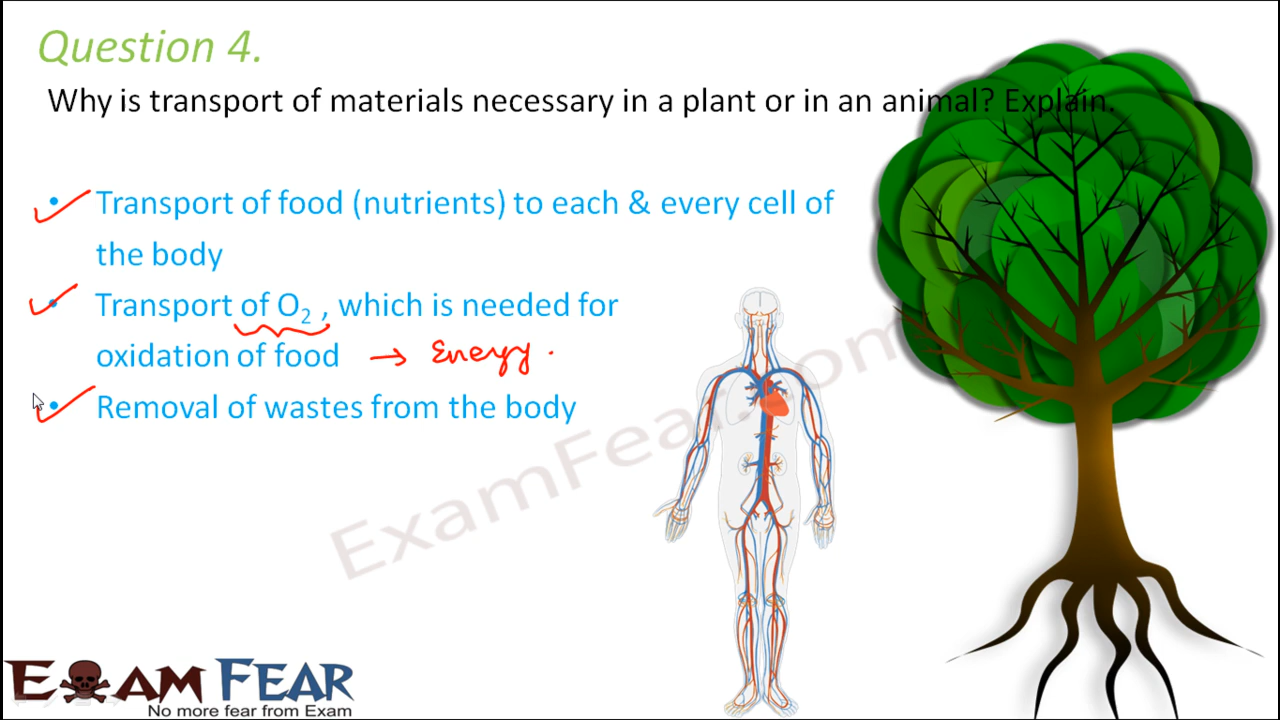 Question 4.
Why is transport of materials necessary in a plant or in an animal? Explain.
• Transport of food (nutrients) to each & every cell of
the body
• Transport of O₂ , which is needed for
oxidation of food → Energy.
• Removal of wastes from the body
ExamFear.com
EXAM FEAR
No more fear from Exam